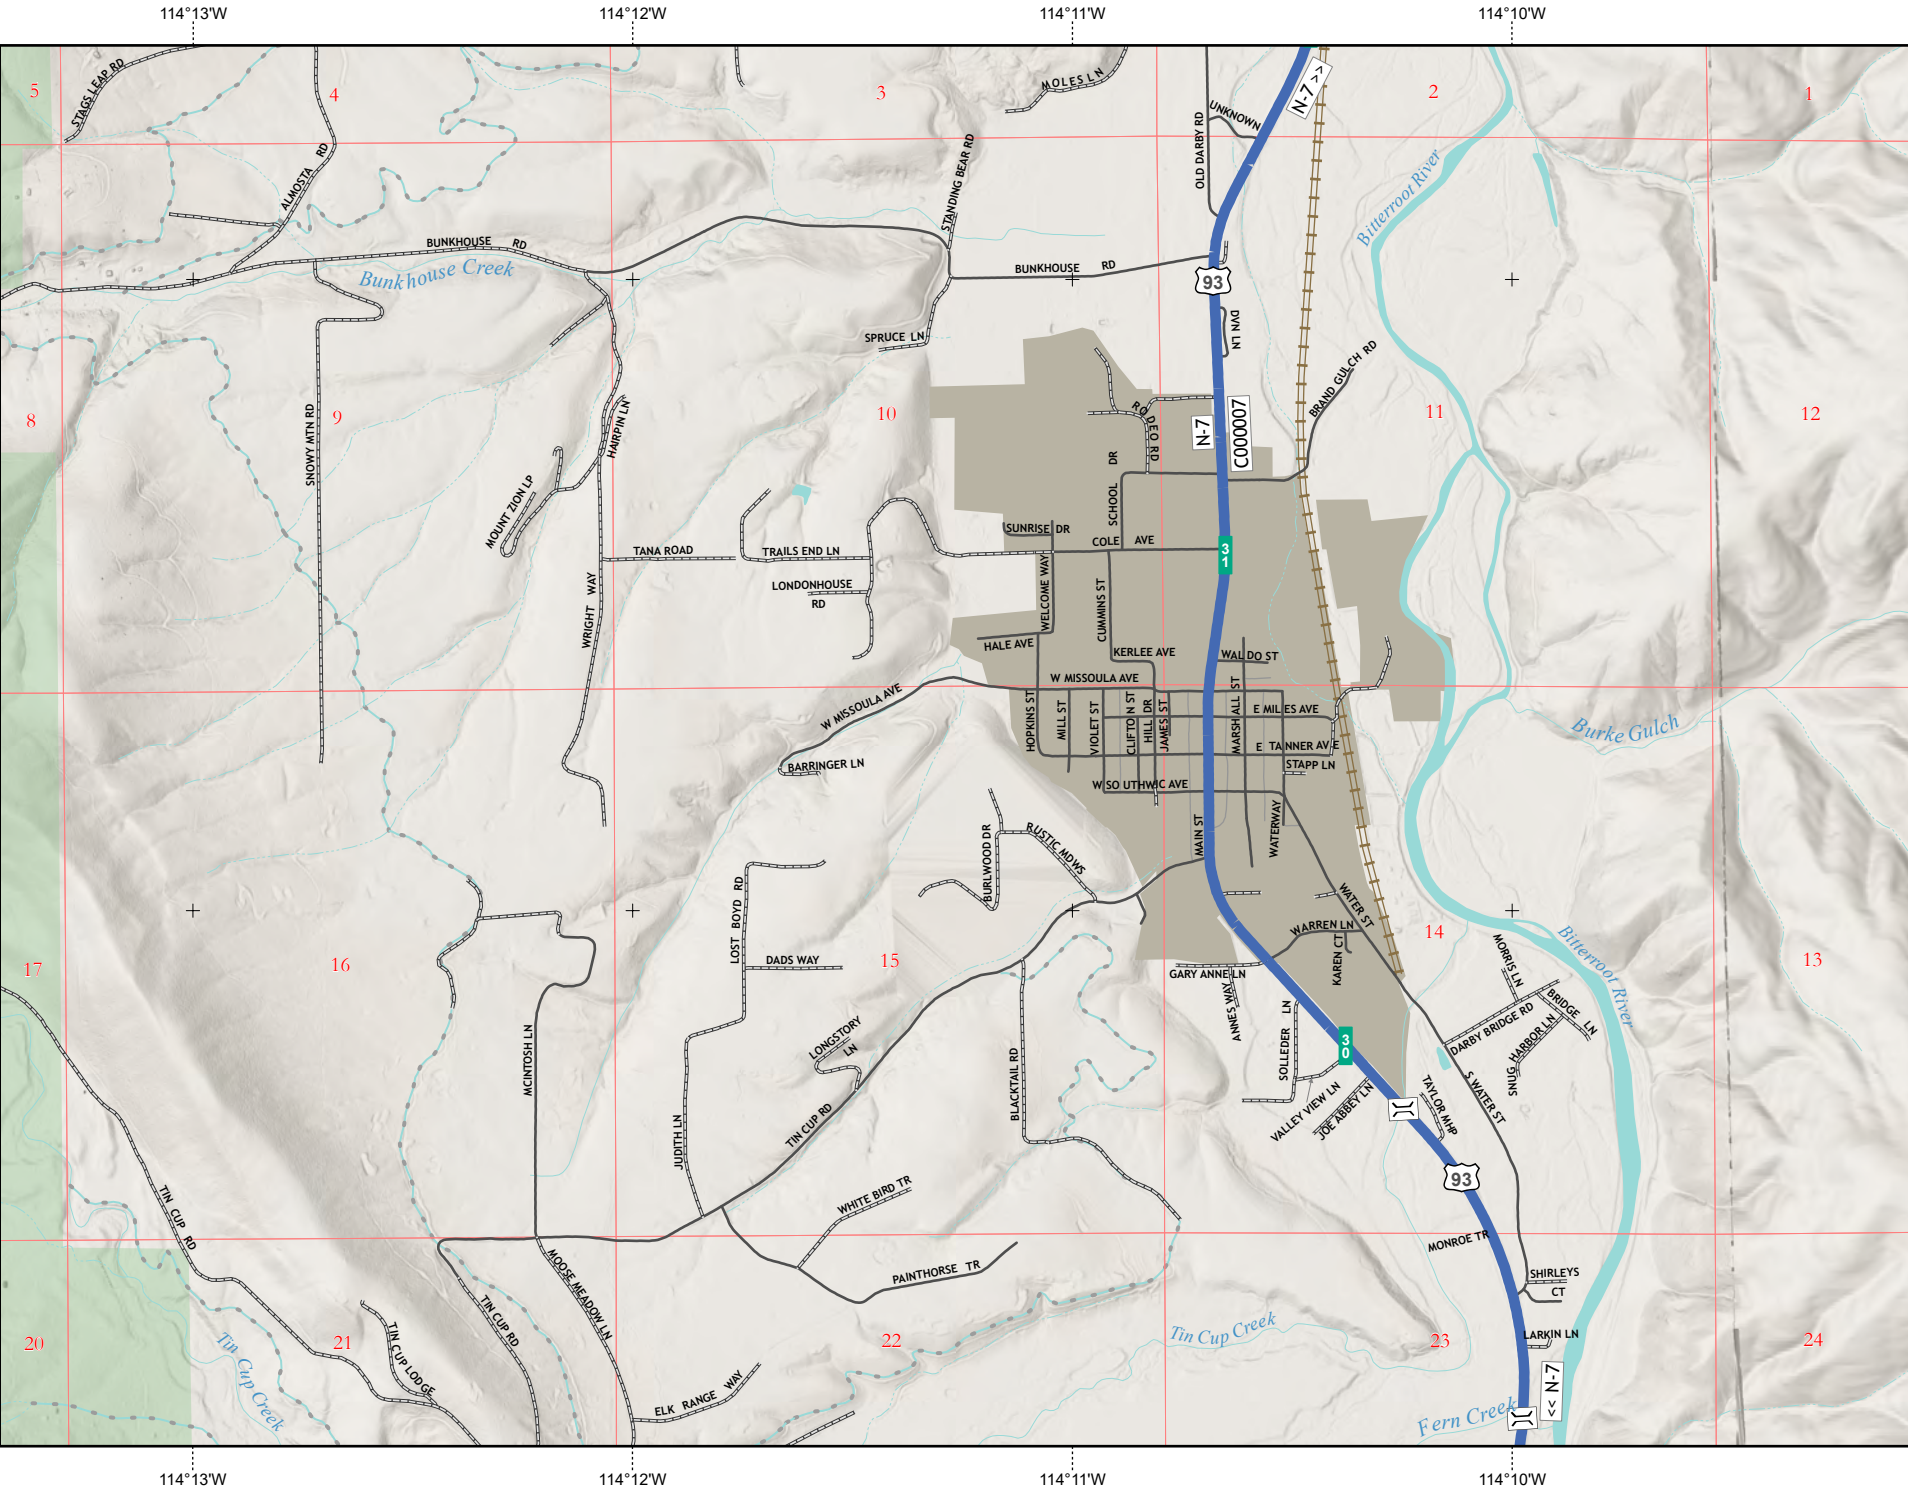 114°13'W
114°12'W
114°11'W
114°10'W
5
STAGS LEAP RD
4
3
MOLES LN
2
1
N-7 >>
UNKNOWN
OLD DARBY RD
ALMOSTA RD
STANDING BEAR RD
Bitterroot River
BUNKHOUSE RD
Bunkhouse Creek
BUNKHOUSE RD
93
SPRUCE LN
DVN LN
BRAND GULCH RD
8
SNOWY MTN RD
9
HAIRPIN LN
10
RODEO RD
N-7
C000007
11
12
MOUNT ZION LP
SCHOOL DR
SUNRISE DR
COLE AVE
31
TANA ROAD
TRAILS END LN
LONDONHOUSE
RD
WRIGHT WAY
WELCOME WAY
CUMMINS ST
HALE AVE
KERLEE AVE
WALDO ST
W MISSOULA AVE
W MISSOULA AVE
HOPKINS ST
MILL ST
VIOLET ST
CLIFTON ST
HILL DR
JAMES ST
MARSHALL ST
E MILES AVE
E TANNER AVE
STAPP LN
Burke Gulch
BARRINGER LN
W SOUTHWIC AVE
MAIN ST
WATERWAY
BURLWOOD DR
RUSTIC MDWS
LOST BOYD RD
WATER ST
WARREN LN
KAREN CT
14
17
16
DADS WAY
15
GARY ANNE LN
ANNES WAY
MORRIS LN
Bitterroot River
13
BRIDGE LN
DARBY BRIDGE RD
SNUG HARBOR LN
SOLLEDER LN
30
MCINTOSH LN
LONGSTORY
LN
BLACKTAIL RD
VALLEY VIEW LN
JOE ABBEY LN
TAYLOR MHP
S WATER ST
JUDITH LN
TIN CUP RD
93
WHITE BIRD TR
TIN CUP RD
MONROE TR
MOOSE MEADOW LN
PAINTHORSE TR
SHIRLEYS
CT
TIN CUP RD
20
Tin Cup Creek
21
TIN CUP LODGE
22
Tin Cup Creek
23
LARKIN LN
24
ELK RANGE WAY
Fern Creek
<< N-7
114°13'W
114°12'W
114°11'W
114°10'W